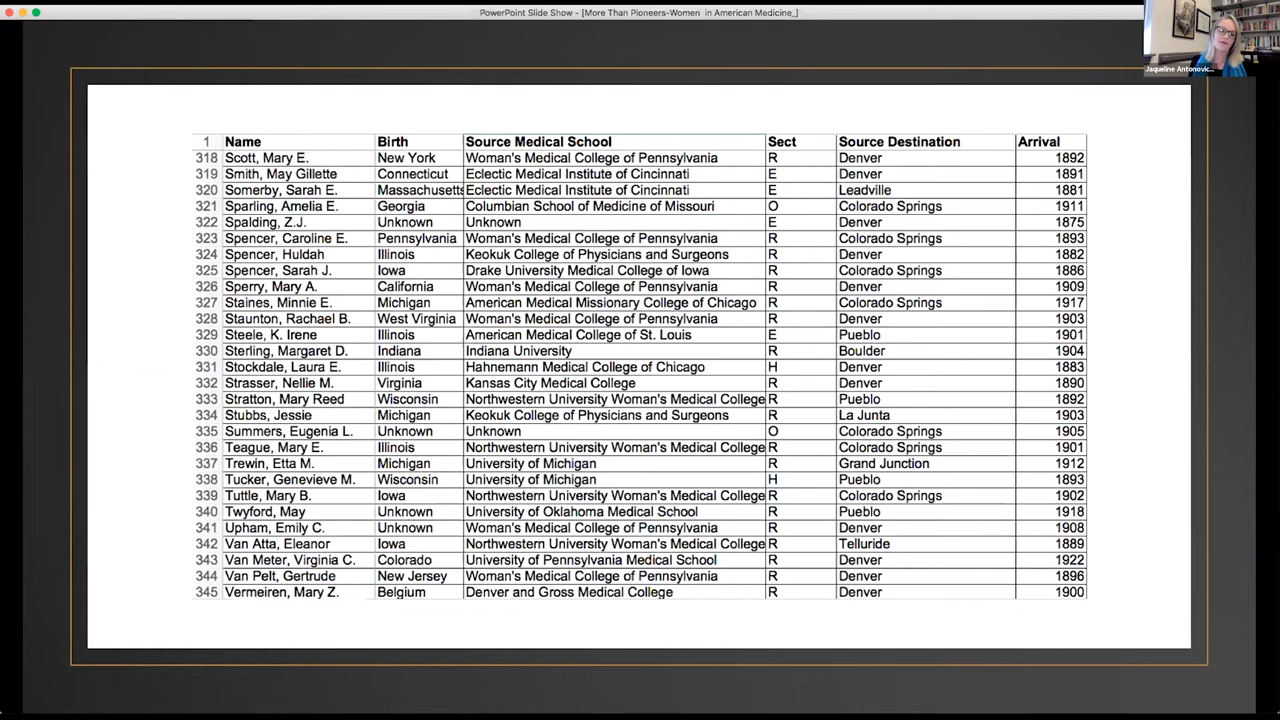 PowerPoint Slide Show - [More Than Pioneers-Women in American Medicine_]
Jaqueline Antonovic...
1 Name Birth Source Medical School Sect Source Destination Arrival
318 Scott, Mary E. New York Woman's Medical College of Pennsylvania R Denver 1892
319 Smith, May Gillette Connecticut Eclectic Medical Institute of Cincinnati E Denver 1891
320 Somerby, Sarah E. Massachusetts Eclectic Medical Institute of Cincinnati E Leadville 1881
321 Sparling, Amelia E. Georgia Columbian School of Medicine of Missouri O Colorado Springs 1911
322 Spalding, Z.J. Unknown Unknown E Denver 1875
323 Spencer, Caroline E. Pennsylvania Woman's Medical College of Pennsylvania R Colorado Springs 1893
324 Spencer, Huldah Illinois Keokuk College of Physicians and Surgeons R Denver 1882
325 Spencer, Sarah J. Iowa Drake University Medical College of Iowa R Colorado Springs 1886
326 Sperry, Mary A. California Woman's Medical College of Pennsylvania R Denver 1909
327 Staines, Minnie E. Michigan American Medical Missionary College of Chicago R Colorado Springs 1917
328 Staunton, Rachael B. West Virginia Woman's Medical College of Pennsylvania R Denver 1903
329 Steele, K. Irene Illinois American Medical College of St. Louis E Pueblo 1901
330 Sterling, Margaret D. Indiana Indiana University R Boulder 1904
331 Stockdale, Laura E. Illinois Hahnemann Medical College of Chicago H Denver 1883
332 Strasser, Nellie M. Virginia Kansas City Medical College R Denver 1890
333 Stratton, Mary Reed Wisconsin Northwestern University Woman's Medical College R Pueblo 1892
334 Stubbs, Jessie Michigan Keokuk College of Physicians and Surgeons R La Junta 1903
335 Summers, Eugenia L. Unknown Unknown O Colorado Springs 1905
336 Teague, Mary E. Illinois Northwestern University Woman's Medical College R Colorado Springs 1901
337 Trewin, Etta M. Michigan University of Michigan R Grand Junction 1912
338 Tucker, Genevieve M. Wisconsin University of Michigan H Pueblo 1893
339 Tuttle, Mary B. Iowa Northwestern University Woman's Medical College R Colorado Springs 1902
340 Twyford, May Unknown University of Oklahoma Medical School R Pueblo 1918
341 Upham, Emily C. Unknown Woman's Medical College of Pennsylvania R Denver 1908
342 Van Atta, Eleanor Iowa Northwestern University Woman's Medical College R Telluride 1889
343 Van Meter, Virginia C. Colorado University of Pennsylvania Medical School R Denver 1922
344 Van Pelt, Gertrude New Jersey Woman's Medical College of Pennsylvania R Denver 1896
345 Vermeiren, Mary Z. Belgium Denver and Gross Medical College R Denver 1900